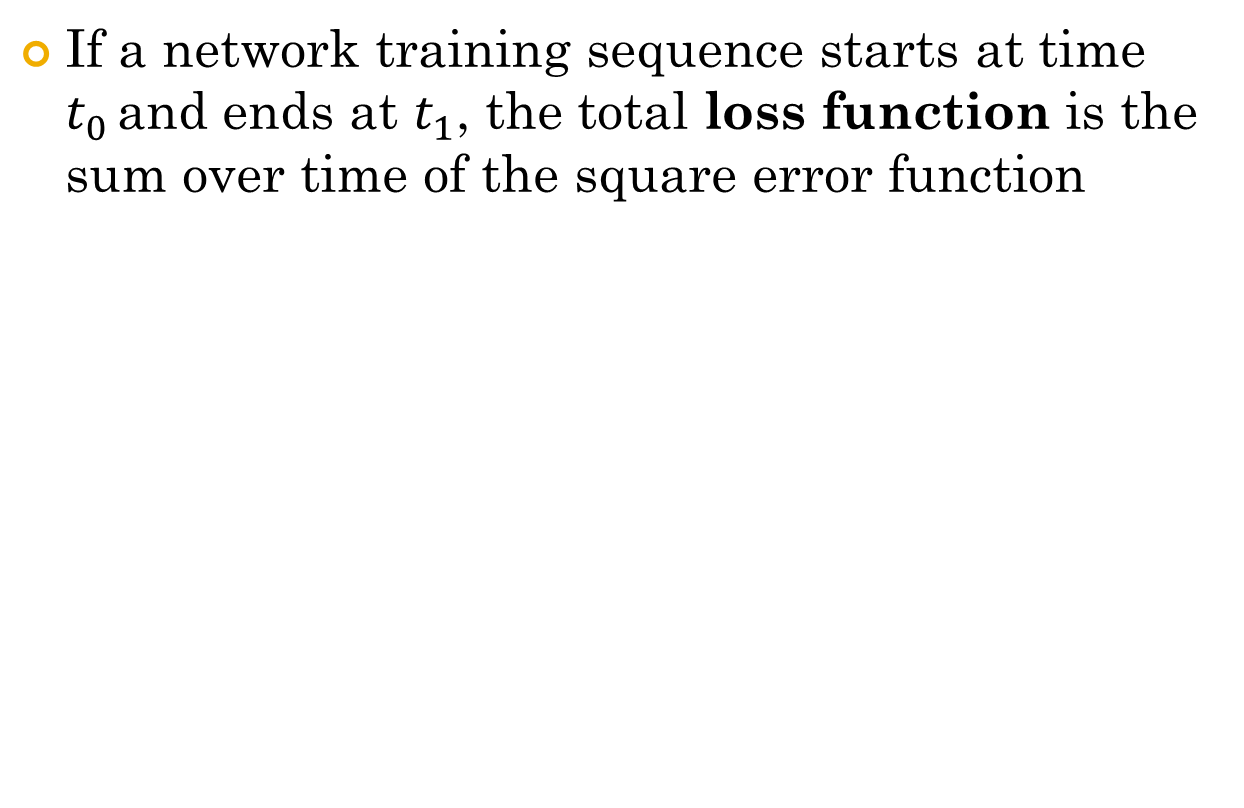 If a network training sequence starts at time
t₀ and ends at t₁, the total loss function is the
sum over time of the square error function